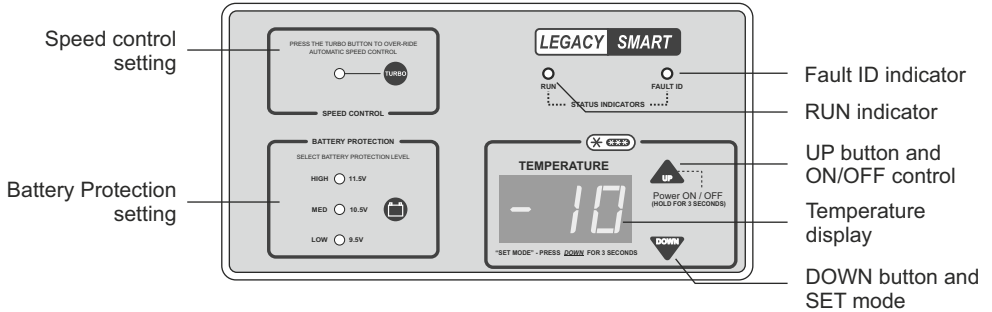 Speed control
setting
Battery Protection
setting
PRESS THE TURBO BUTTON TO OVER-RIDE
AUTOMATIC SPEED CONTROL
TURBO
SPEED CONTROL
BATTERY PROTECTION
SELECT BATTERY PROTECTION LEVEL
HIGH 11.5V
MED 10.5V
LOW 9.5V
LEGACY SMART
RUN FAULT ID
STATUS INDICATORS
TEMPERATURE
-10
UP
Power ON / OFF
(HOLD FOR 3 SECONDS)
DOWN
"SET MODE" - PRESS DOWN FOR 3 SECONDS
Fault ID indicator
RUN indicator
UP button and
ON/OFF control
Temperature
display
DOWN button and
SET mode